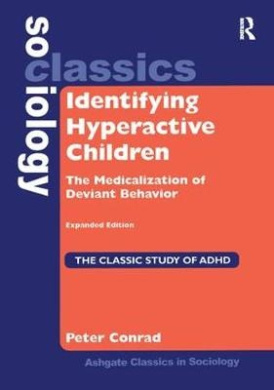 sociology
classics
R
Identifying
Hyperactive
Children
The Medicalization of
Deviant Behavior
Expanded Edition
THE CLASSIC STUDY OF ADHD
Peter Conrad
Ashgate Classics in Sociology